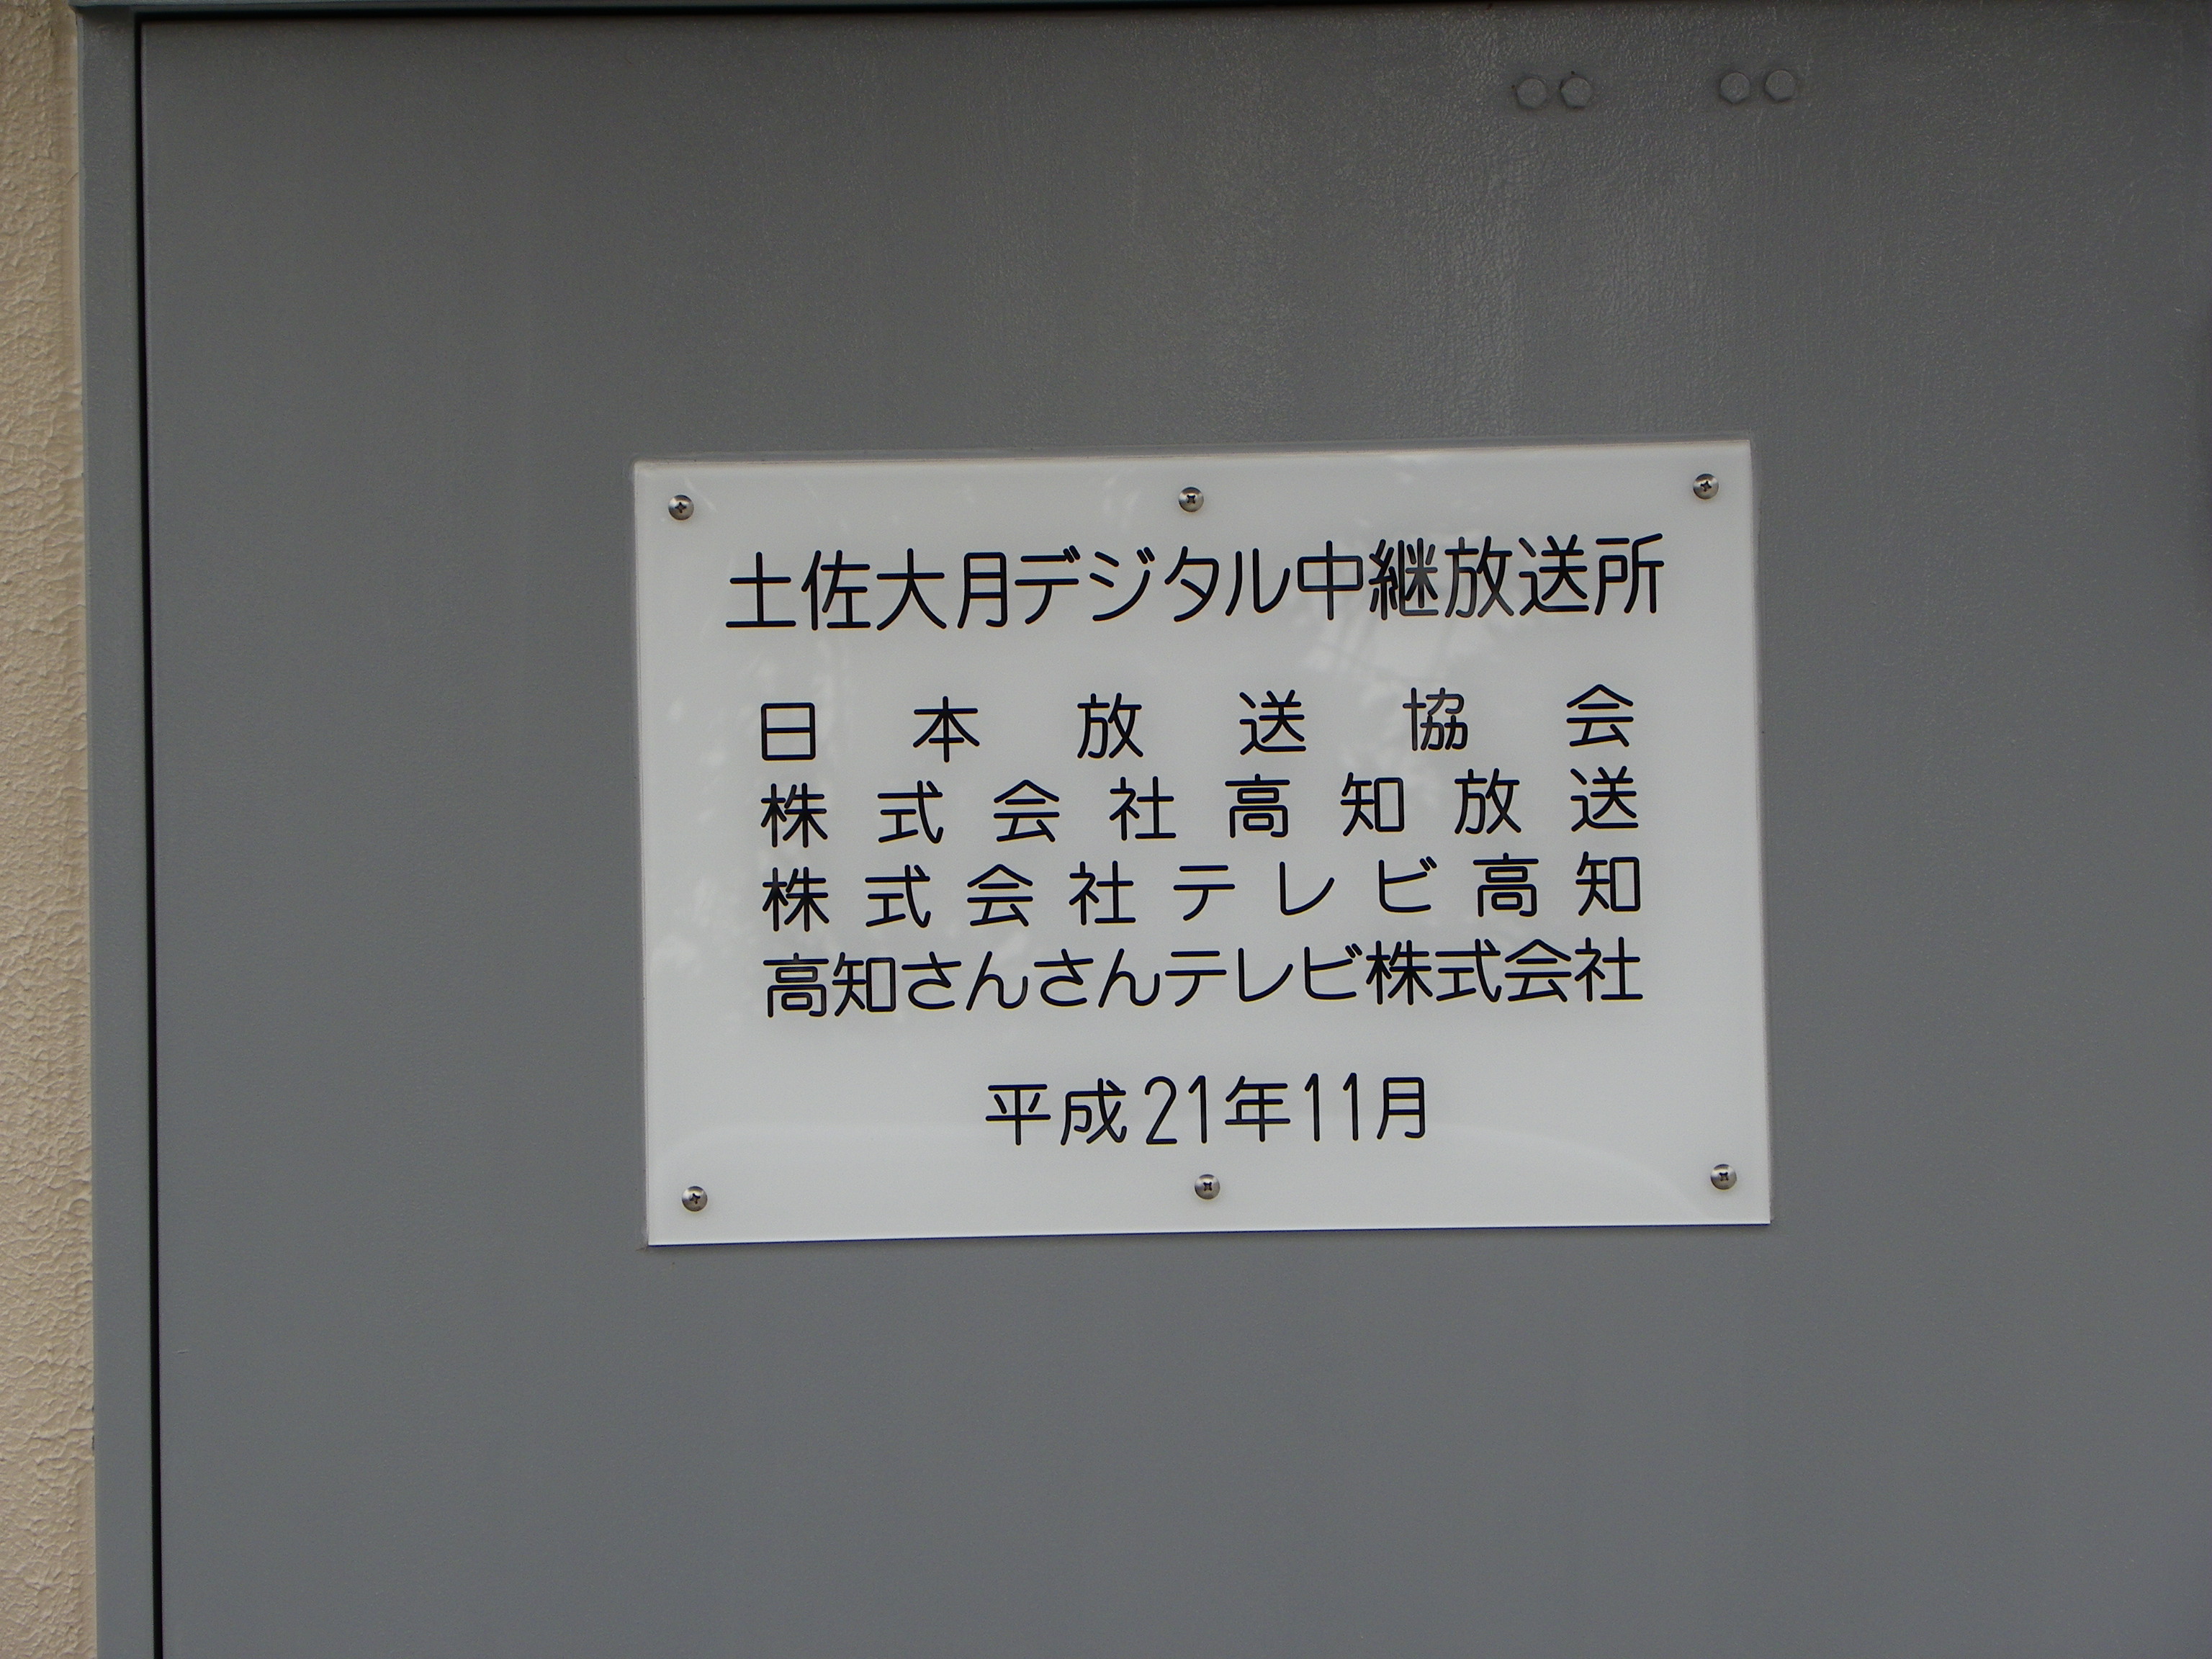 土佐大月デジタル中継放送所
日本放送協会
株式会社高知放送
株式会社テレビ高知
高知さんさんテレビ株式会社
平成21年11月